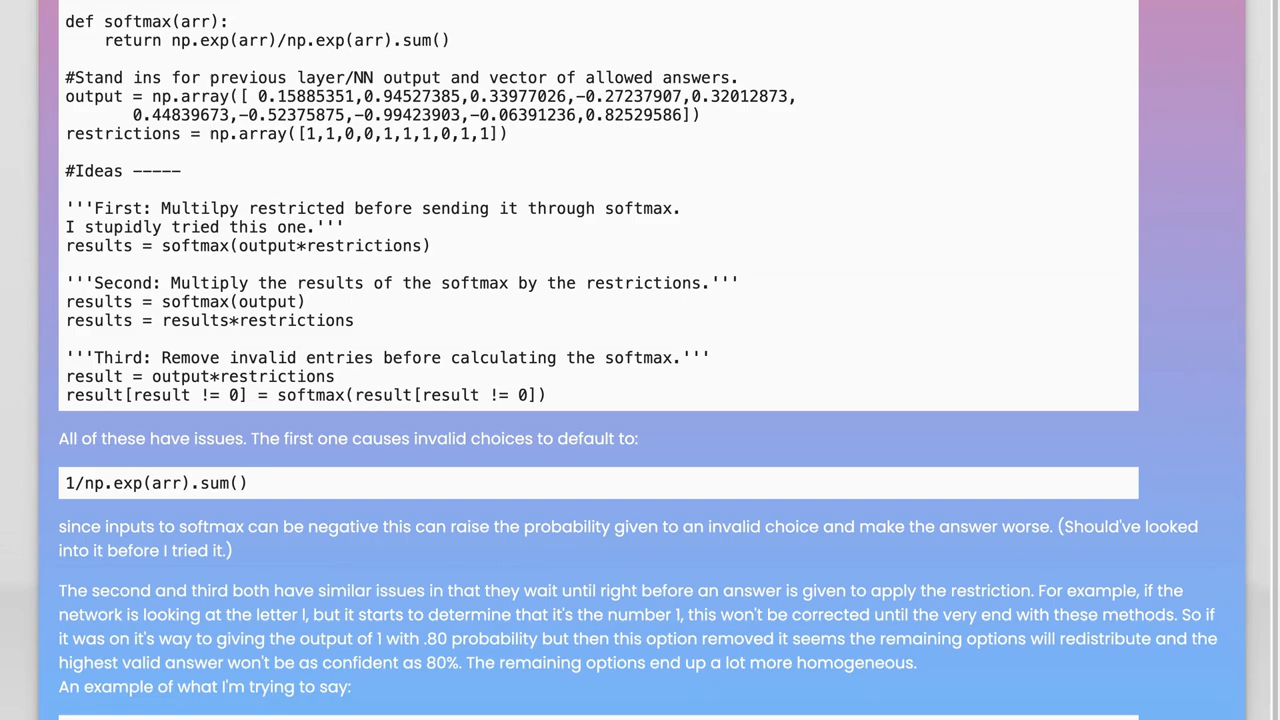 def softmax(arr):
    return np.exp(arr)/np.exp(arr).sum()
#Stand ins for previous layer/NN output and vector of allowed answers.
output = np.array([ 0.15885351,0.94527385,0.33977026,-0.27237907,0.32012873,
       0.44839673,-0.52375875,-0.99423903,-0.06391236,0.82529586])
restrictions = np.array([1,1,0,0,1,1,1,0,1,1])
#Ideas -----
'''First: Multilpy restricted before sending it through softmax.
I stupidly tried this one.'''
results = softmax(output*restrictions)
'''Second: Multiply the results of the softmax by the restrictions.'''
results = softmax(output)
results = results*restrictions
'''Third: Remove invalid entries before calculating the softmax.'''
result = output*restrictions
result[result != 0] = softmax(result[result != 0])
All of these have issues. The first one causes invalid choices to default to:
1/np.exp(arr).sum()
since inputs to softmax can be negative this can raise the probability given to an invalid choice and make the answer worse. (Should've looked
into it before I tried it.)
The second and third both have similar issues in that they wait until right before an answer is given to apply the restriction. For example, if the
network is looking at the letter l, but it starts to determine that it's the number 1, this won't be corrected until the very end with these methods. So if
it was on it's way to giving the output of 1 with .80 probability but then this option removed it seems the remaining options will redistribute and the
highest valid answer won't be as confident as 80%. The remaining options end up a lot more homogeneous.
An example of what I'm trying to say: